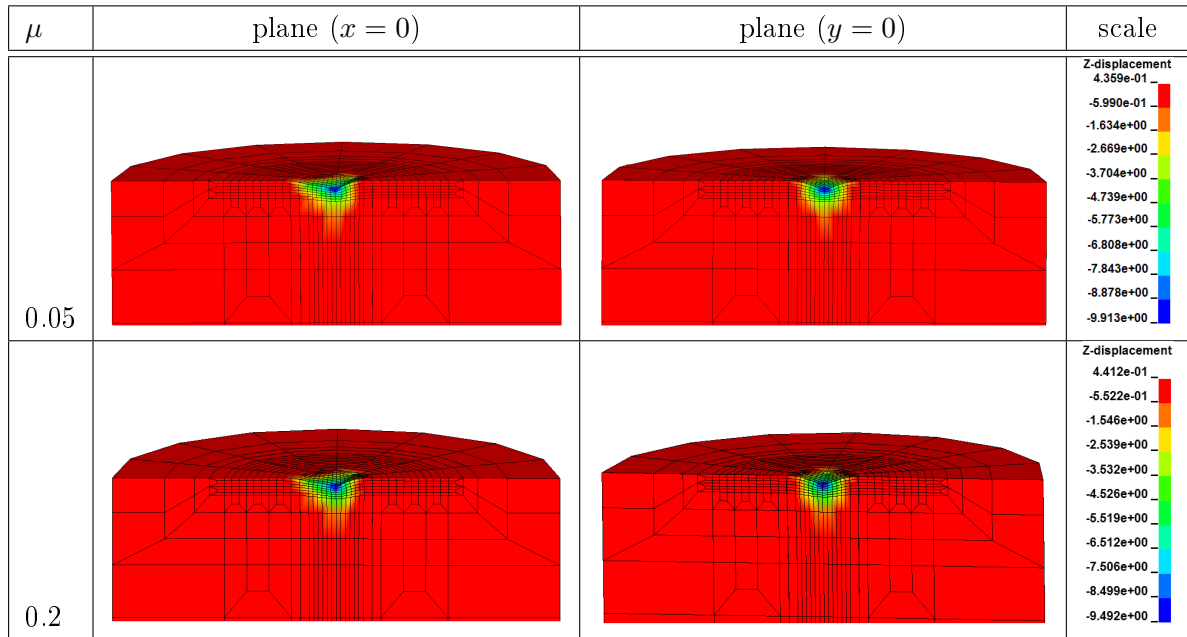 μ plane (x = 0) plane (y = 0) scale
0.05
Z-displacement
4.359e-01
-5.990e-01
-1.634e+00
-2.669e+00
-3.704e+00
-4.739e+00
-5.773e+00
-6.808e+00
-7.843e+00
-8.878e+00
-9.913e+00
0.2
Z-displacement
4.412e-01
-5.522e-01
-1.546e+00
-2.539e+00
-3.532e+00
-4.526e+00
-5.519e+00
-6.512e+00
-7.506e+00
-8.499e+00
-9.492e+00